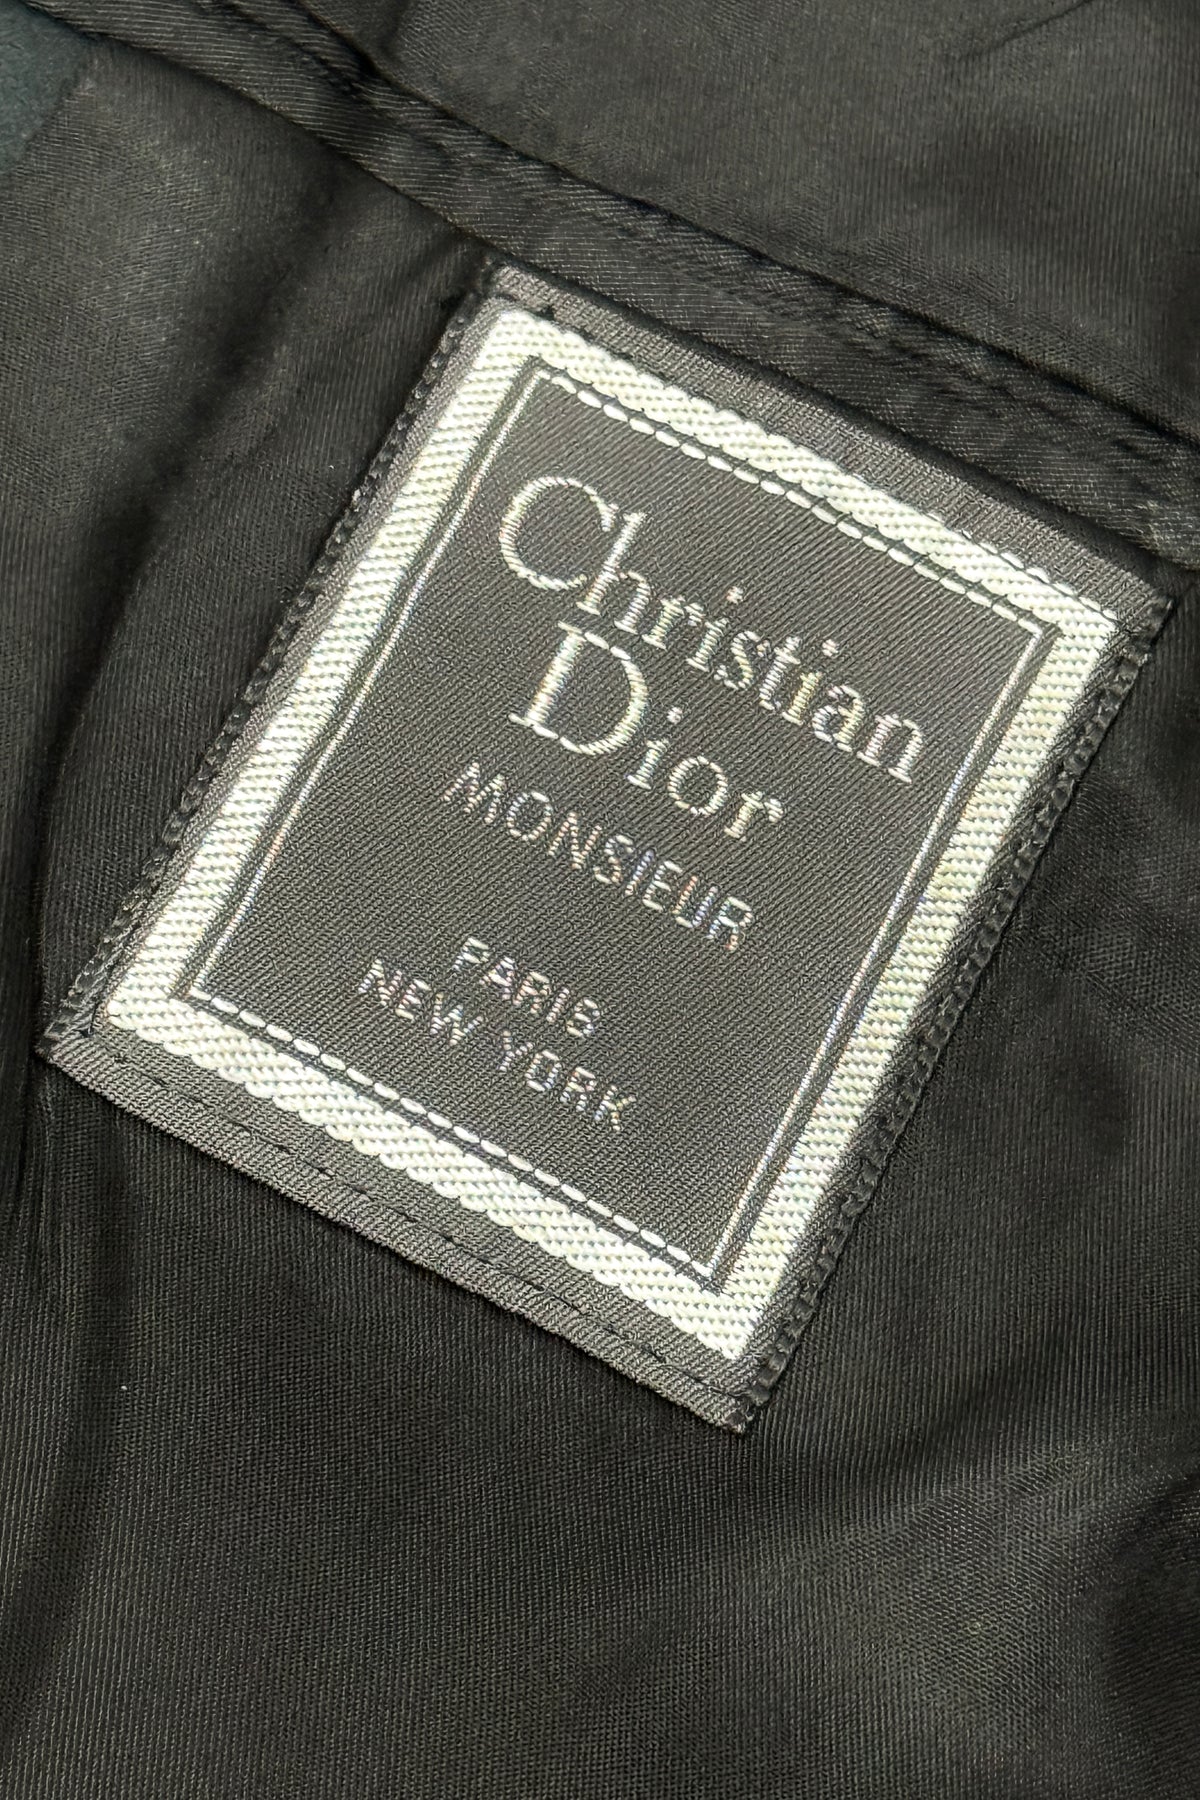 Christian
Dior
MONSIEUR
PARIS
NEW YORK